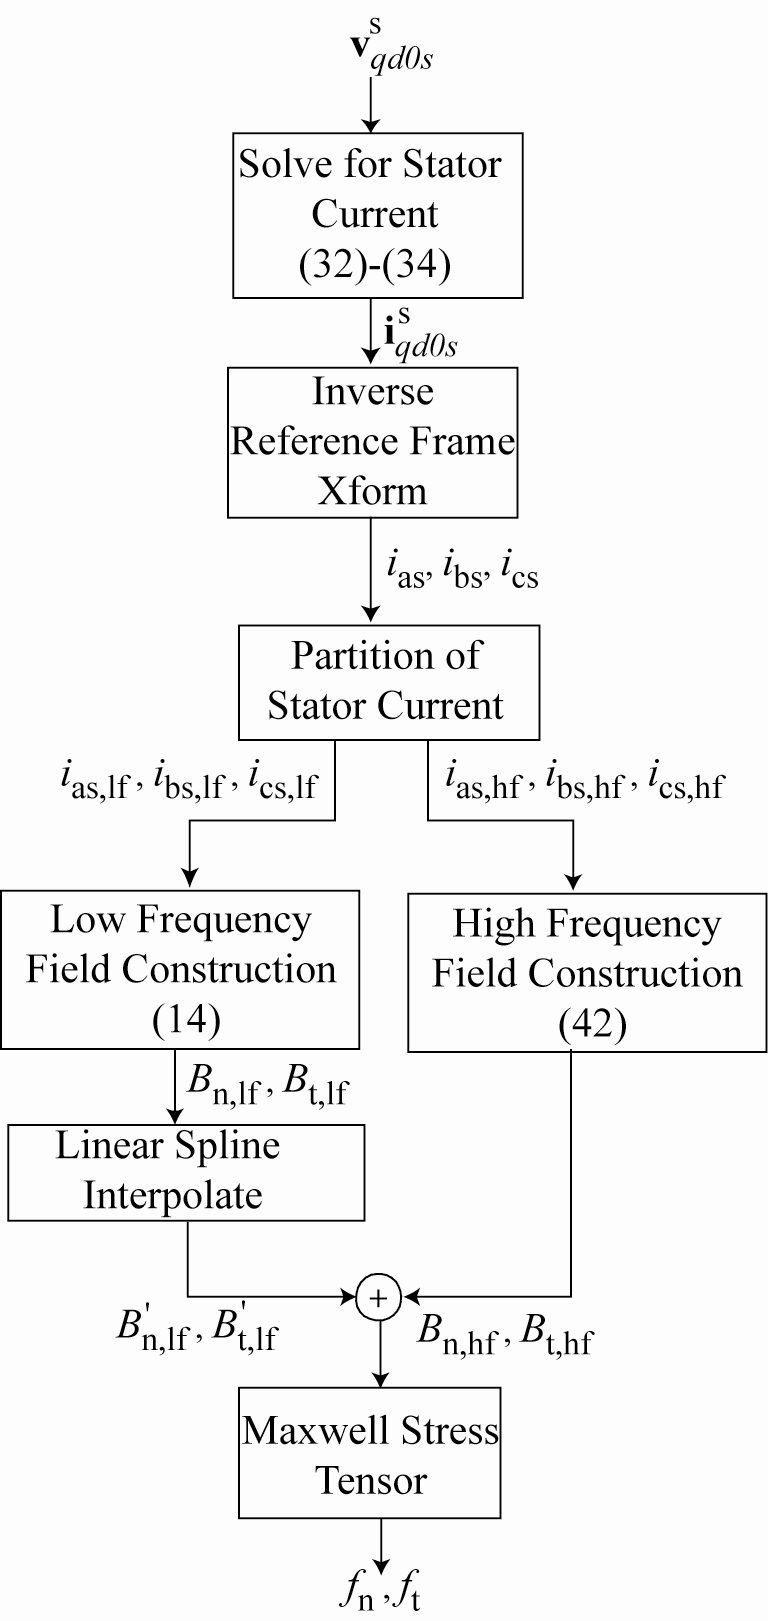 v^s_qd0s
Solve for Stator
Current
(32)-(34)
i^s_qd0s
Inverse
Reference Frame
Xform
i_as, i_bs, i_cs
Partition of
Stator Current
i_as,lf, i_bs,lf, i_cs,lf
i_as,hf, i_bs,hf, i_cs,hf
Low Frequency
Field Construction
(14)
High Frequency
Field Construction
(42)
B_n,lf, B_t,lf
Linear Spline
Interpolate
+
B'_n,lf, B'_t,lf
B_n,hf, B_t,hf
Maxwell Stress
Tensor
f_n, f_t